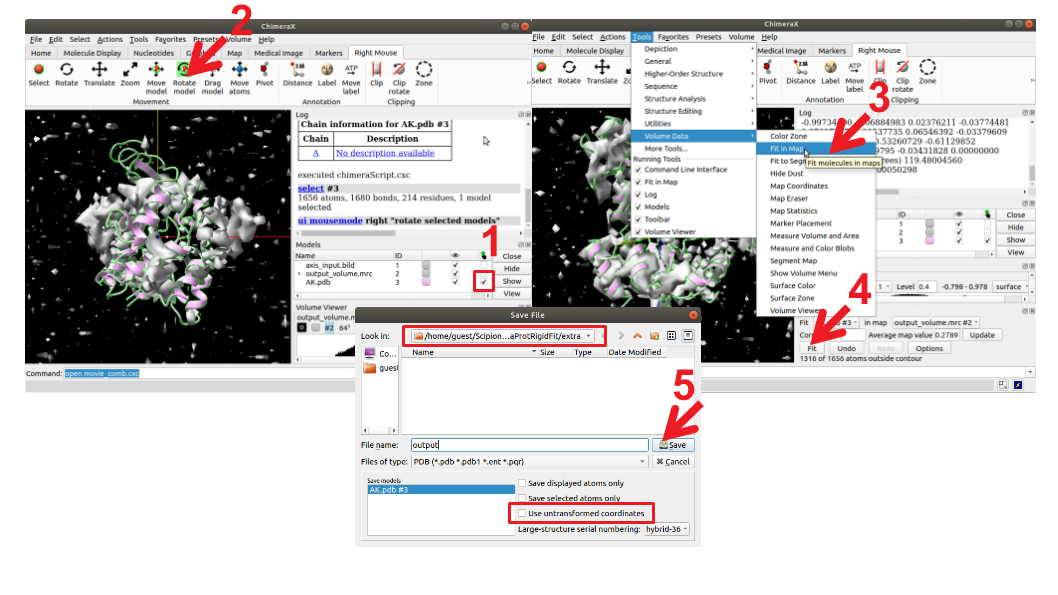 ChimeraX
File Edit Select Actions Tools Favorites Presets Volume Help
2
Home Molecule Display Nucleotides Map Medical Image Markers Right Mouse
Select Rotate Translate Zoom Move model Rotate model Drag model Move atoms Pivot Distance Label Move label Clip Clip rotate Zone
Movement Annotation Clipping
Log
Chain information for AK.pdb #3
Chain Description
A No description available
executed chimeraScript.cxc
select #3
1656 atoms, 1680 bonds, 214 residues, 1 model
selected
ui mousemode right "rotate selected models"
1
Models
Name ID
axis_input.bild 1
output_volume.mrc 2
AK.pdb 3
Close
Hide
Show
View
Volume Viewer
output_volume.m
#2 64³
Command: open movie_comb.cxc
ChimeraX
File Edit Select Actions Tools Favorites Presets Volume Help
Home Molecule Display Medical Image Markers Right Mouse
Select Rotate Translate Pivot Distance Label Move label Clip Clip rotate Zone
Annotation Clipping
3
Depiction
General
Higher-Order Structure
Sequence
Structure Analysis
Structure Editing
Utilities
Volume Data
More Tools...
Running Tools
Command Line Interface
Fit in Map
Log
Models
Toolbar
Volume Viewer
Color Zone
Fit in Map
Fit to Segm
Fit molecules in maps
Hide Dust
Map Coordinates
Map Eraser
Map Statistics
Marker Placement
Measure Volume and Area
Measure and Color Blobs
Segment Map
Show Volume Menu
Surface Color
Surface Zone
Volume Viewer
Log
06884983 0.02376211 -0.03774481
37735 0.06546392 -0.03379609
.53260729 -0.61129852
9795 -0.03431828 0.00000000
rees) 119.48004560
00050298
ID
1
2
3
Close
Hide
Show
View
1 Level 0.4 -0.798 - 0.978 surface
4
Fit #3 in map output_volume.mrc #2
Average map value 0.2789 Update
Fit Undo Redo Options
1316 of 1656 atoms outside contour
Save File
Look in: /home/guest/Scipion...aProtRigidFit/extra
Co...
guest
Name Size Type Date Modified
5
File name: output Save
Files of type: PDB (*.pdb *.pdb1 *.ent *.pqr) Cancel
Save models
AK.pdb #3
Save displayed atoms only
Save selected atoms only
Use untransformed coordinates
Large-structure serial numbering: hybrid-36